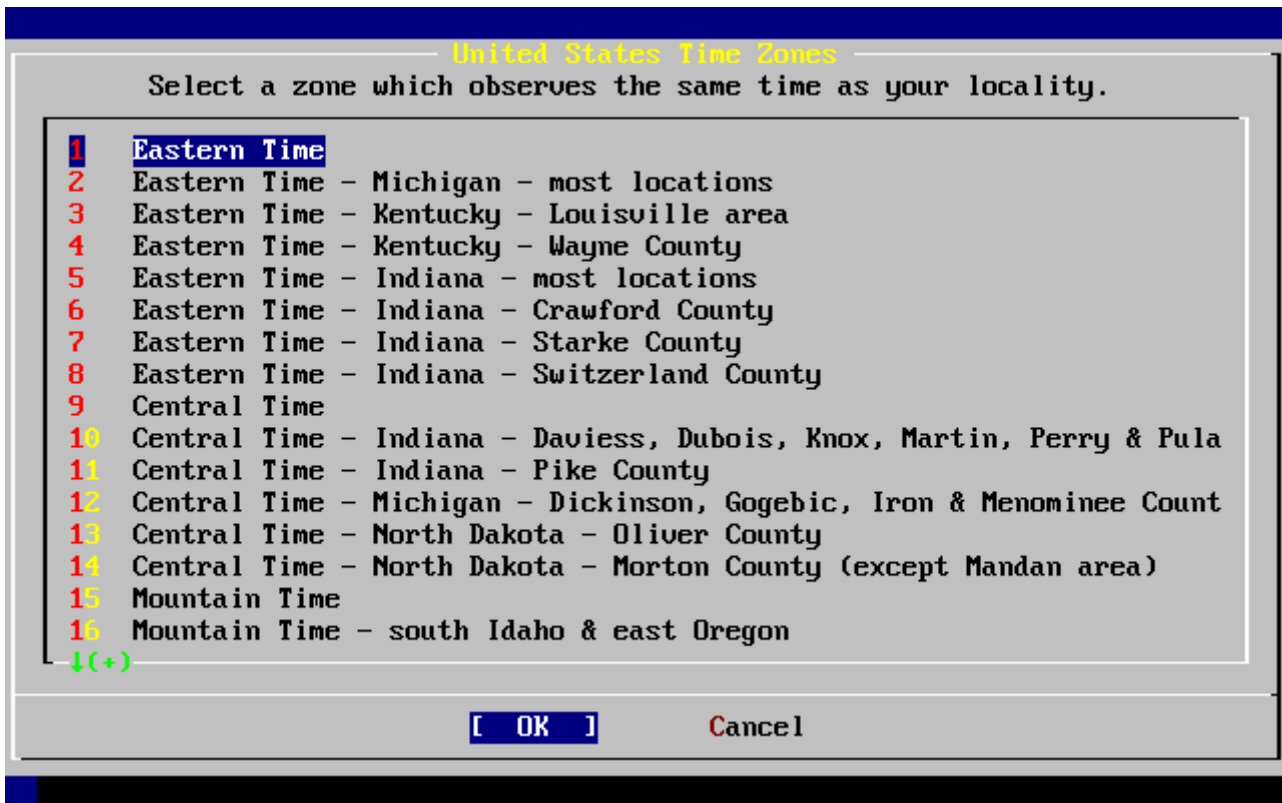 United States Time Zones
Select a zone which observes the same time as your locality.
1 Eastern Time
2 Eastern Time - Michigan - most locations
3 Eastern Time - Kentucky - Louisville area
4 Eastern Time - Kentucky - Wayne County
5 Eastern Time - Indiana - most locations
6 Eastern Time - Indiana - Crawford County
7 Eastern Time - Indiana - Starke County
8 Eastern Time - Indiana - Switzerland County
9 Central Time
10 Central Time - Indiana - Daviess, Dubois, Knox, Martin, Perry & Pula
11 Central Time - Indiana - Pike County
12 Central Time - Michigan - Dickinson, Gogebic, Iron & Menominee Count
13 Central Time - North Dakota - Oliver County
14 Central Time - North Dakota - Morton County (except Mandan area)
15 Mountain Time
16 Mountain Time - south Idaho & east Oregon
↓(+)
[ OK ] Cancel